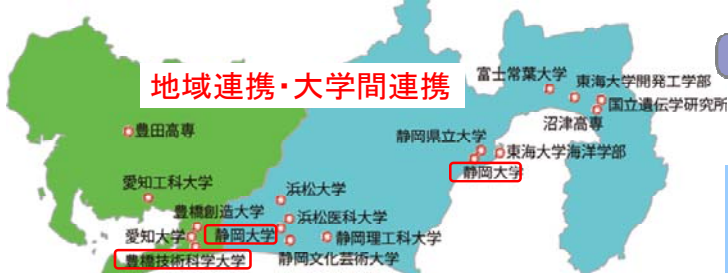 地域連携・大学間連携
富士常葉大学
東海大学開発工学部
国立遺伝学研究所
沼津高専
豊田高専
静岡県立大学
東海大学海洋学部
静岡大学
愛知工科大学
浜松大学
豊橋創造大学
浜松医科大学
愛知大学
静岡大学
静岡理工科大学
豊橋技術科学大学
静岡文化芸術大学